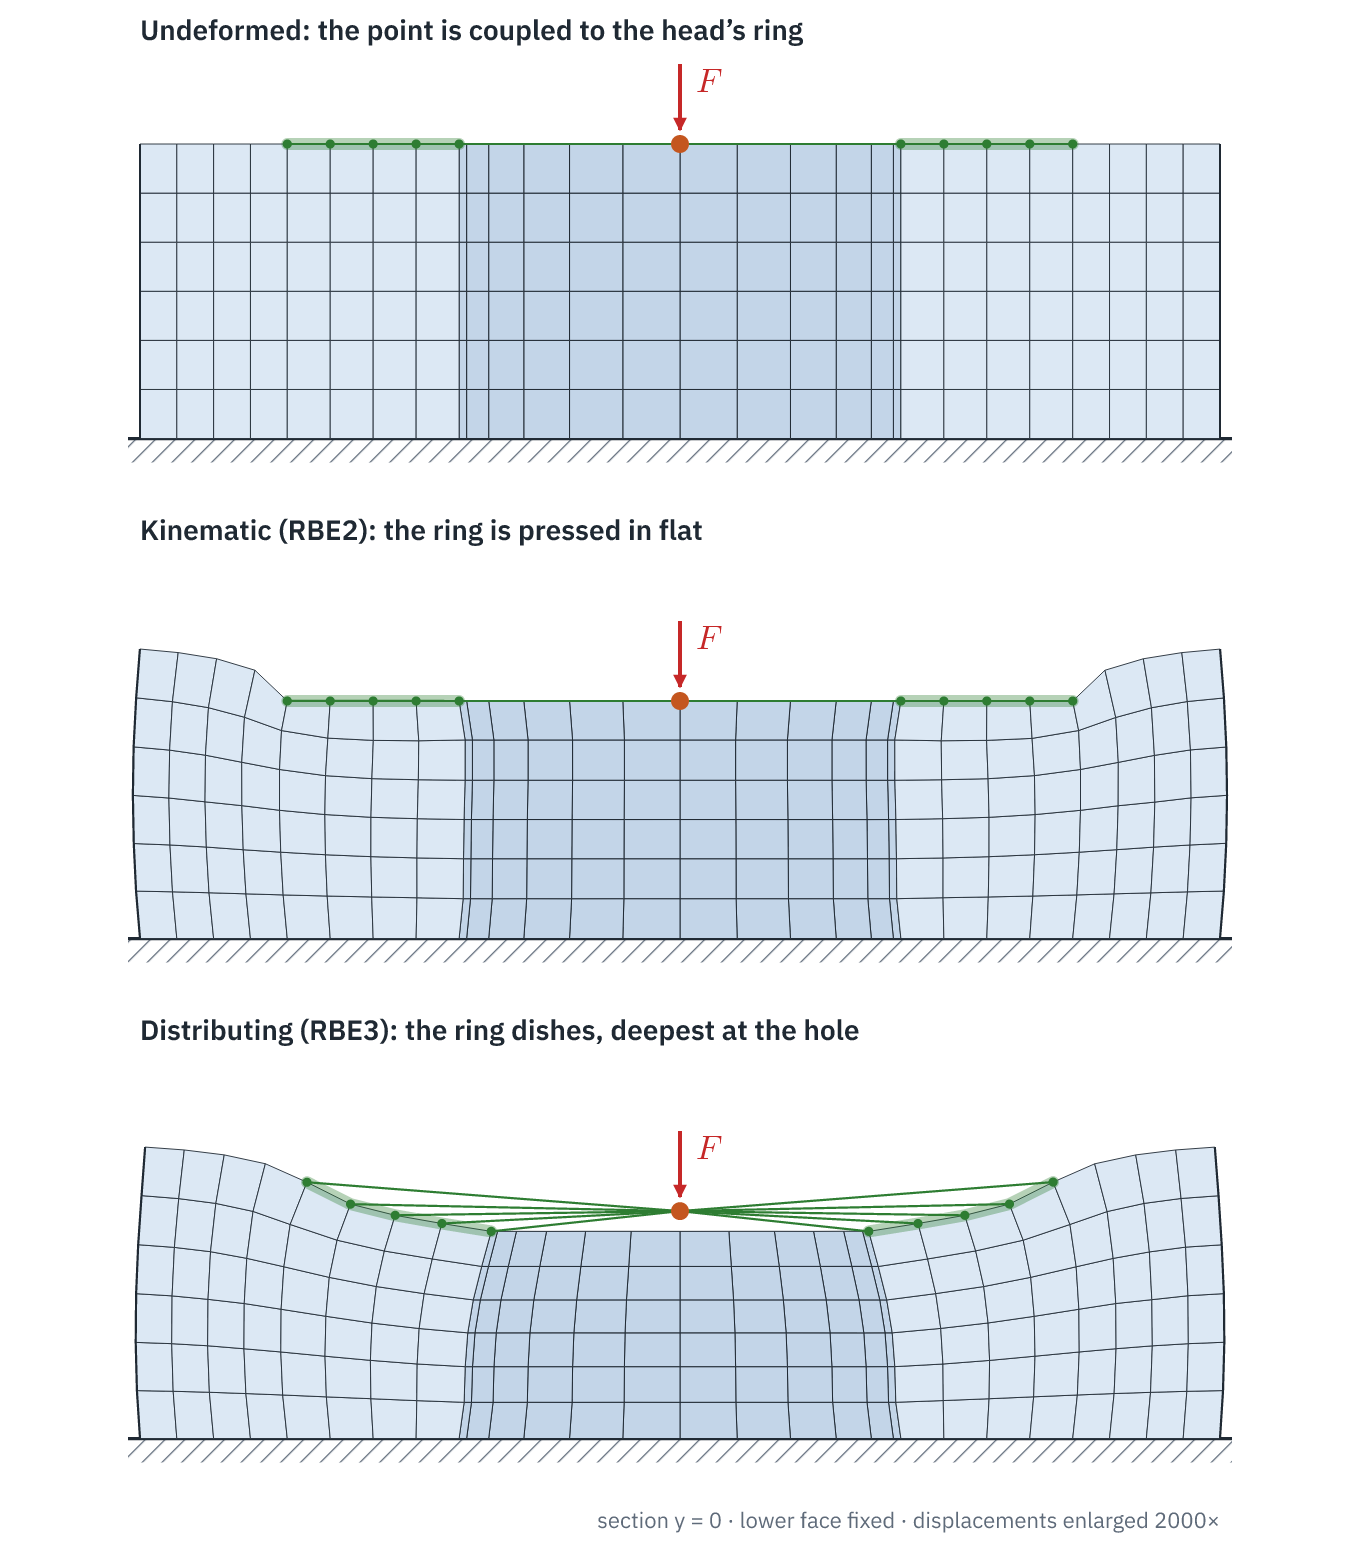 Undeformed: the point is coupled to the head’s ring
F
Kinematic (RBE2): the ring is pressed in flat
F
Distributing (RBE3): the ring dishes, deepest at the hole
F
section y = 0 · lower face fixed · displacements enlarged 2000×